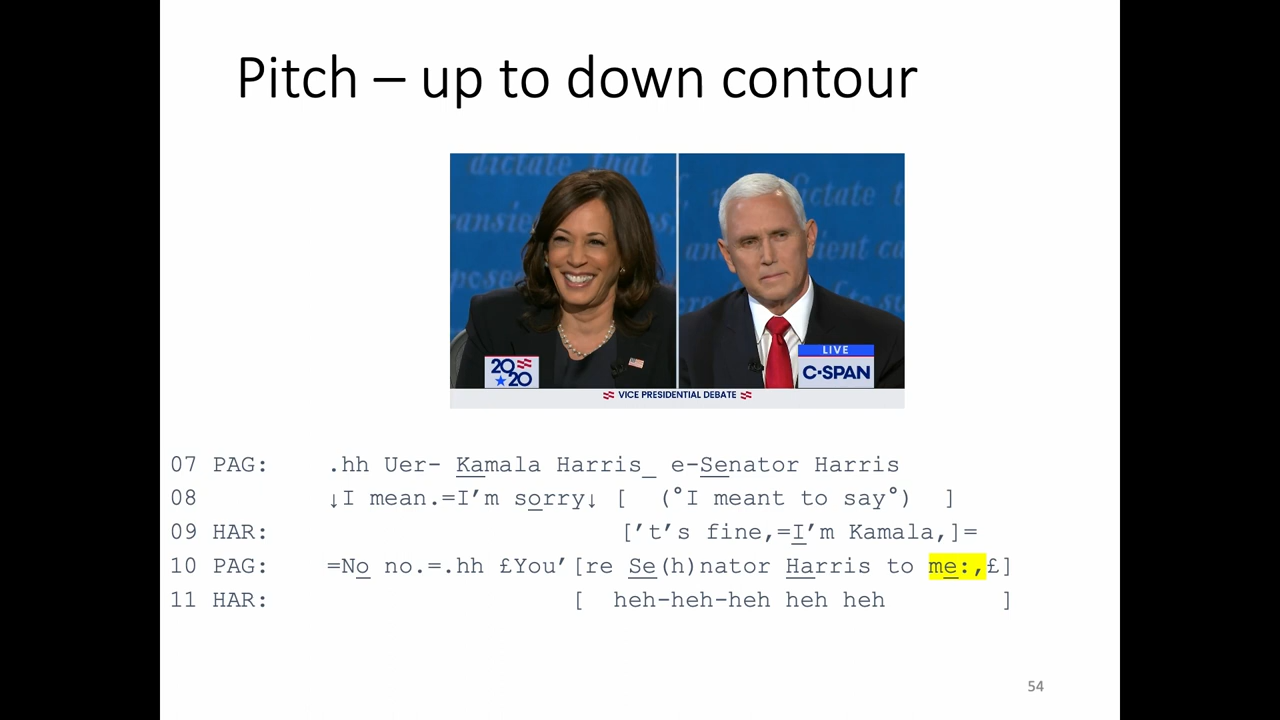 Pitch – up to down contour
dictate that
2020
LIVE
C-SPAN
VICE PRESIDENTIAL DEBATE
07 PAG: .hh Uer- Kamala Harris_ e-Senator Harris
08 ↓I mean.=I’m sorry↓ [ (°I meant to say°) ]
09 HAR: [’t’s fine,=I’m Kamala,]=
10 PAG: =No no.=.hh £You’[re Se(h)nator Harris to me:,£]
11 HAR: [ heh-heh-heh heh heh ]
54